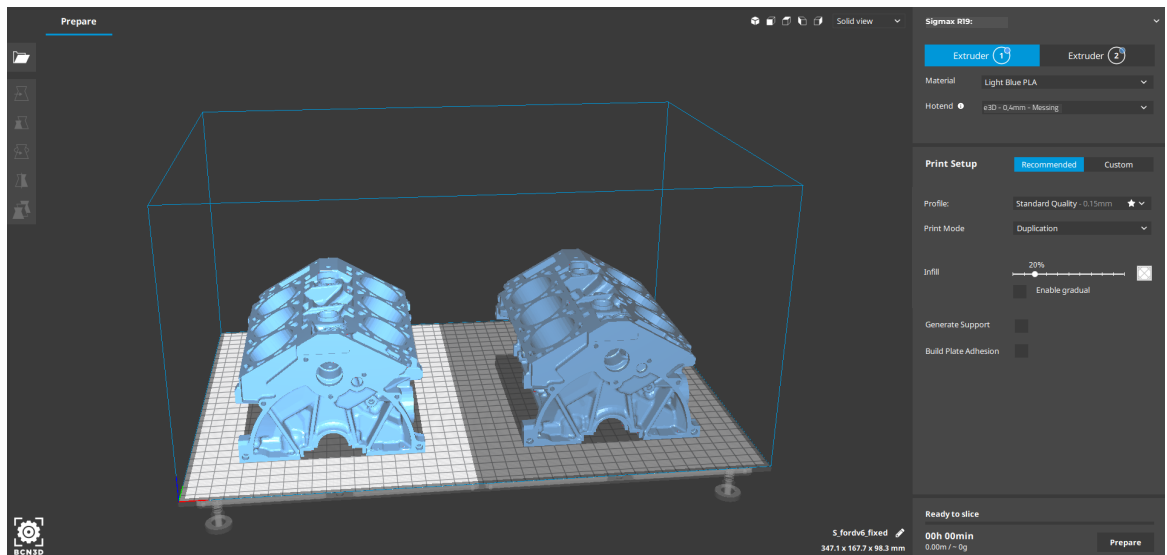 Prepare
Solid view
Sigmax R19:
Extruder 1
Extruder 2
Material Light Blue PLA
Hotend e3D - 0,4mm - Messing
Print Setup Recommended Custom
Profile: Standard Quality - 0.15mm
Print Mode Duplication
20%
Infill
Enable gradual
Generate Support
Build Plate Adhesion
Ready to slice
00h 00min
0.00m / ~ 0g
Prepare
S_fordv6_fixed
347.1 x 167.7 x 98.3 mm
BCN3D